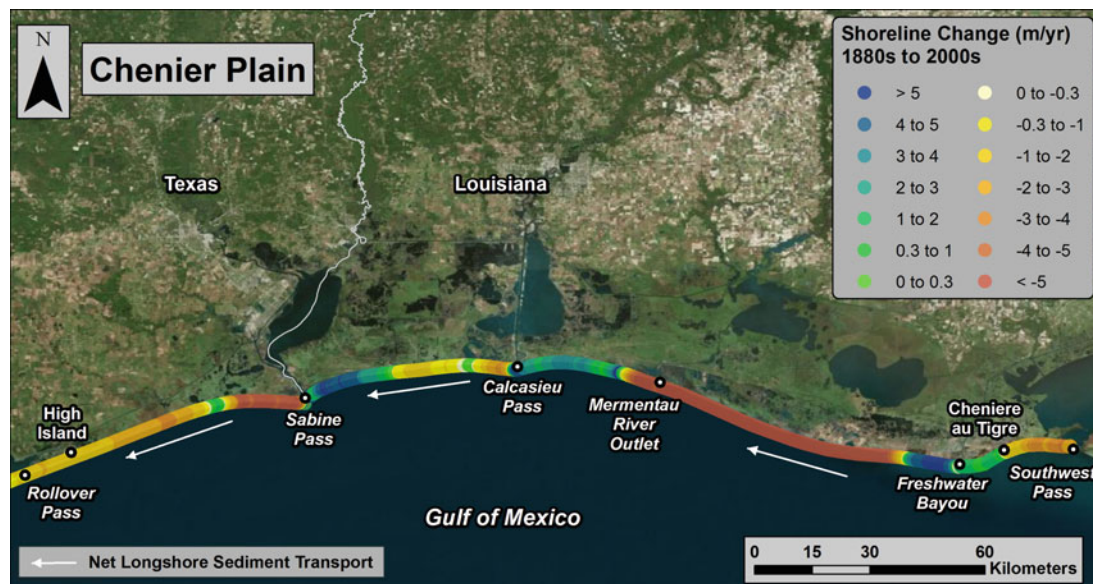 N
Chenier Plain
Shoreline Change (m/yr)
1880s to 2000s
> 5
4 to 5
3 to 4
2 to 3
1 to 2
0.3 to 1
0 to 0.3
0 to -0.3
-0.3 to -1
-1 to -2
-2 to -3
-3 to -4
-4 to -5
< -5
Texas
Louisiana
High
Island
Rollover
Pass
Sabine
Pass
Calcasieu
Pass
Mermentau
River
Outlet
Cheniere
au Tigre
Freshwater
Bayou
Southwest
Pass
Gulf of Mexico
Net Longshore Sediment Transport
0 15 30 60
Kilometers